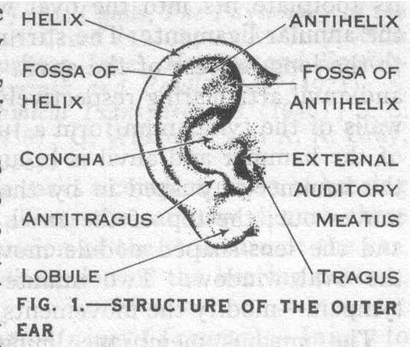 HELIX
ANTIHELIX
FOSSA OF
HELIX
FOSSA OF
ANTIHELIX
CONCHA
EXTERNAL
AUDITORY
MEATUS
ANTITRAGUS
LOBULE
TRAGUS
FIG. 1.—STRUCTURE OF THE OUTER
EAR